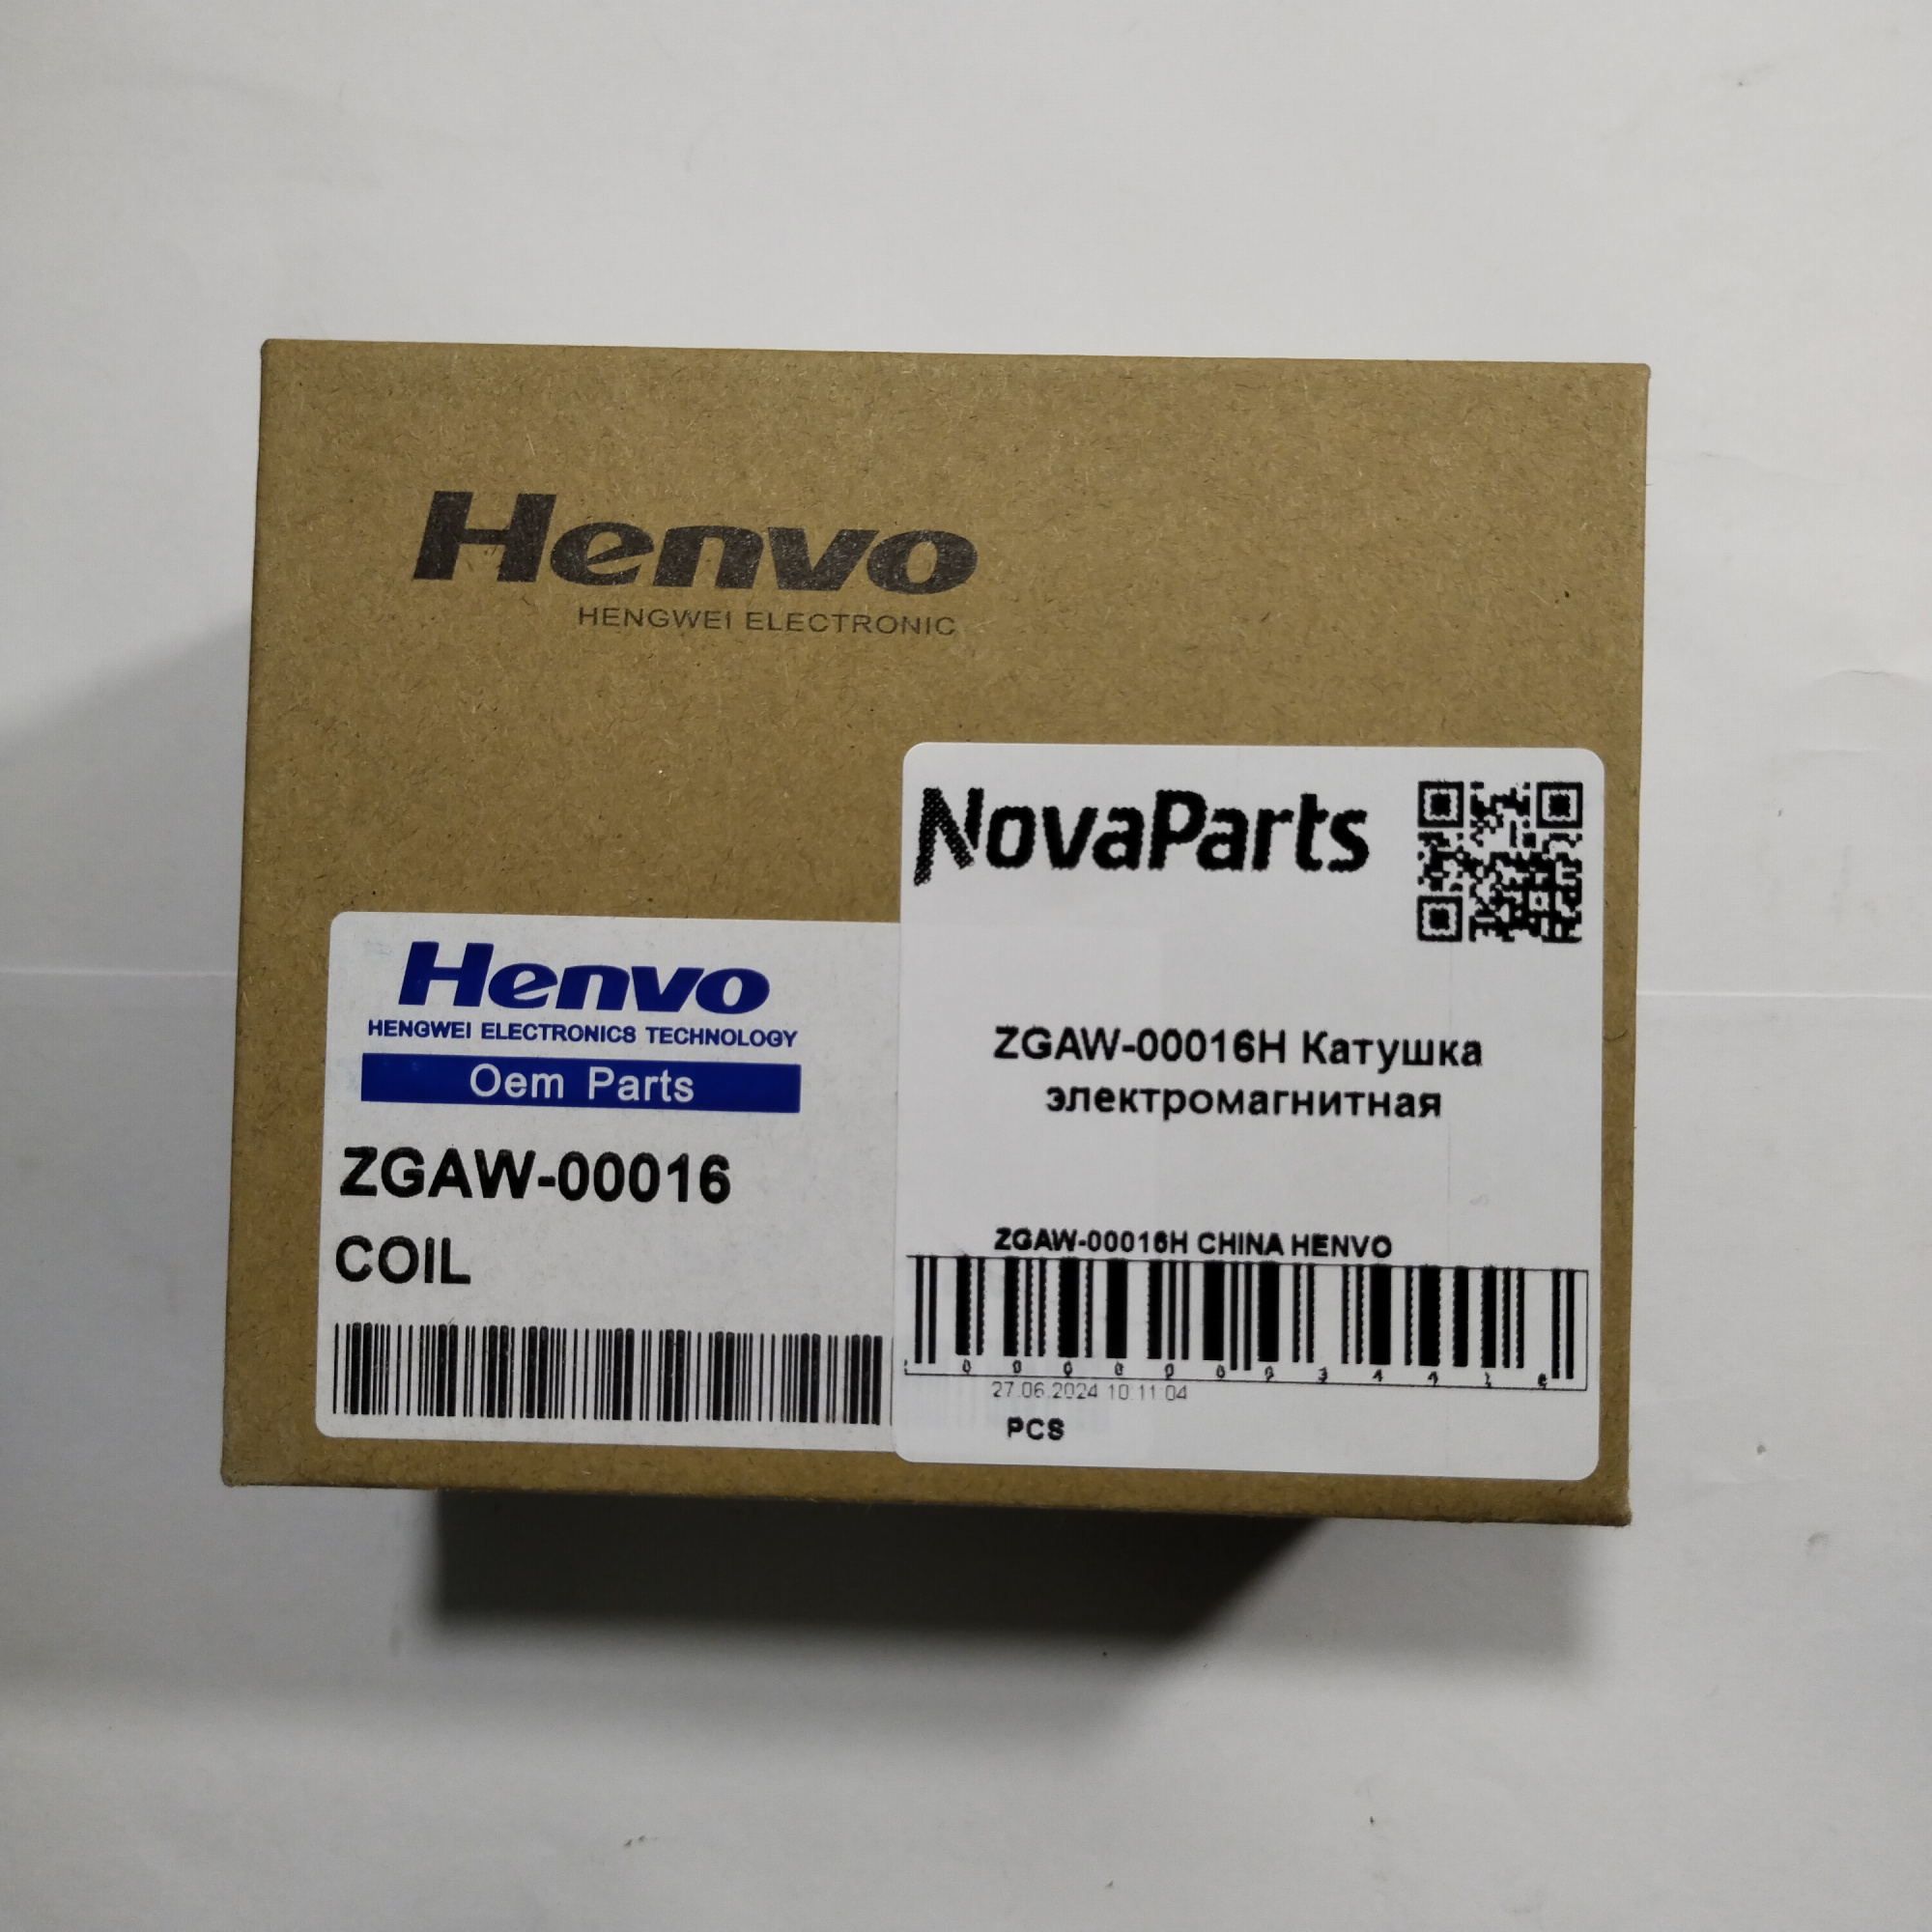 Henvo
HENGWEI ELECTRONIC
NovaParts
Henvo
HENGWEI ELECTRONICS TECHNOLOGY
Oem Parts
ZGAW-00016
COIL
ZGAW-00016H Катушка
электромагнитная
ZGAW-00016H CHINA HENVO
27.06.2024 10:11:04
PCS